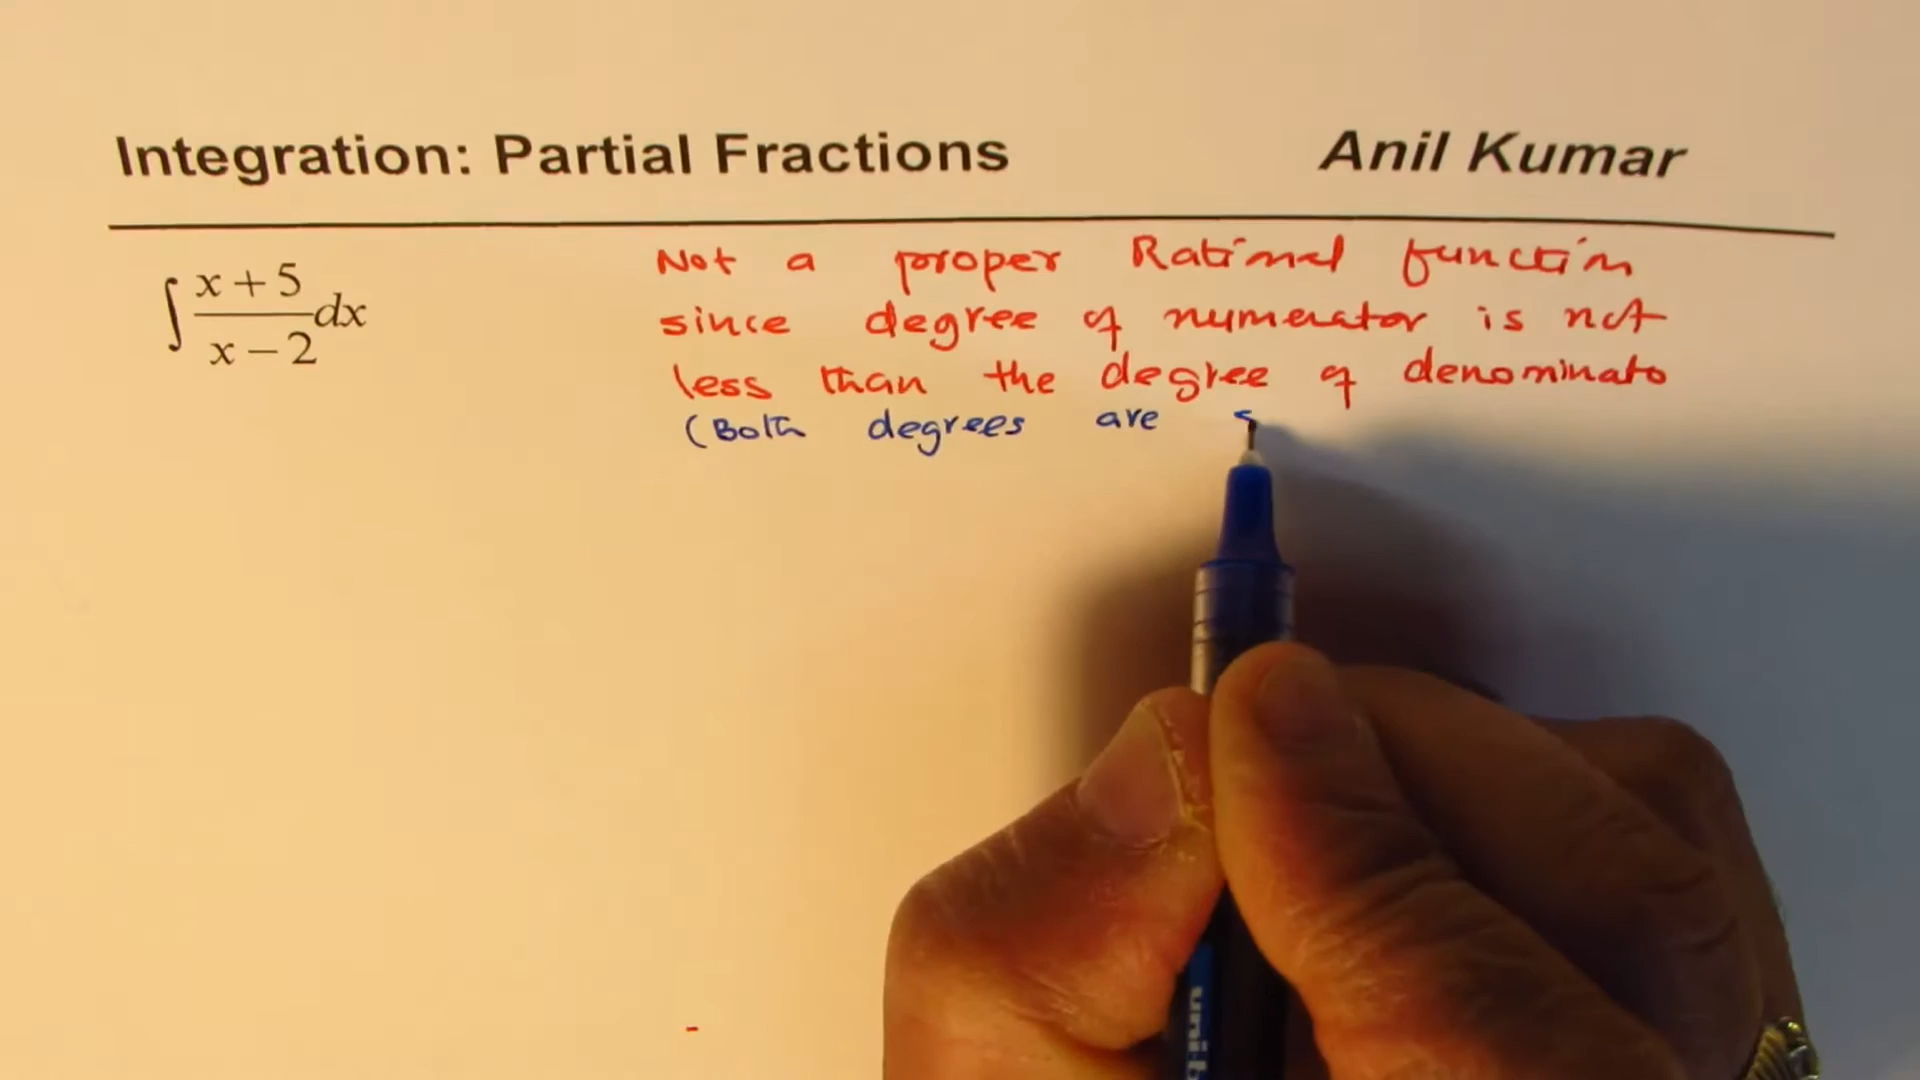 Integration: Partial Fractions Anil Kumar
∫ x + 5 / x − 2 dx
Not a proper Rational function
since degree of numerator is not
less than the degree of denominato
(Both degrees are s
uni